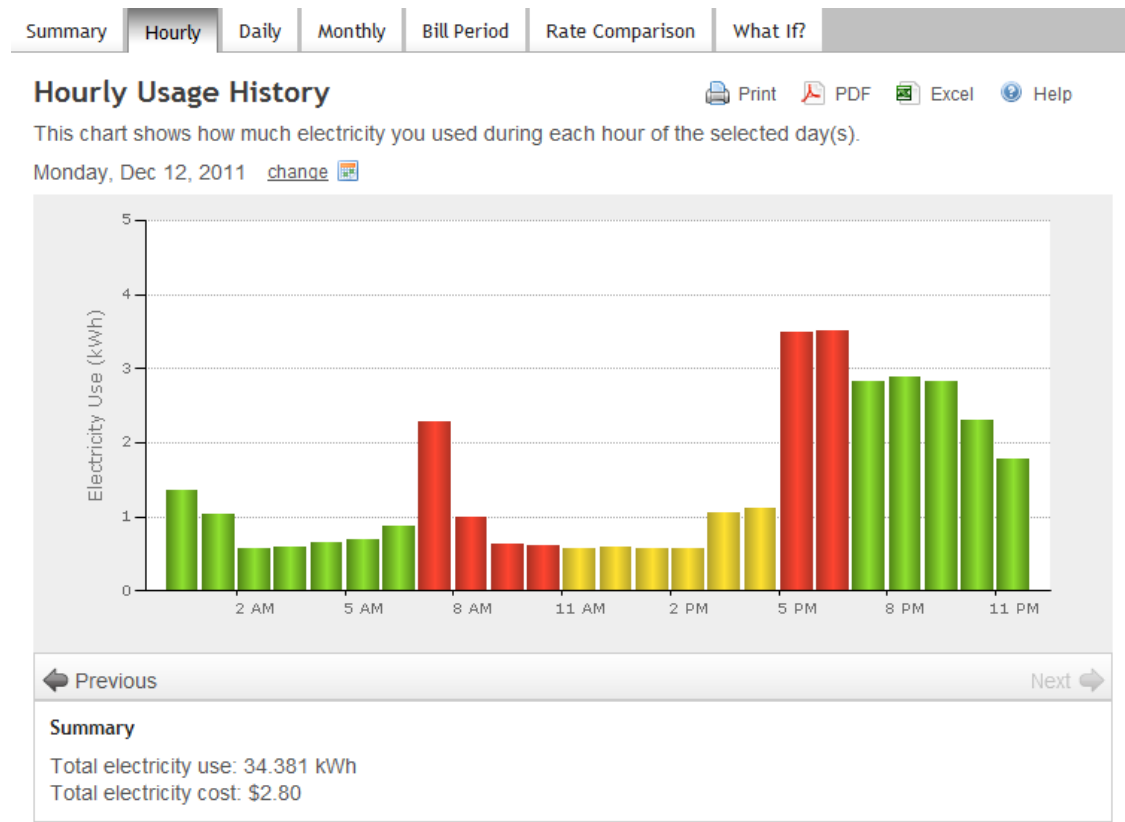 Summary Hourly Daily Monthly Bill Period Rate Comparison What If?
Hourly Usage History Print PDF Excel Help
This chart shows how much electricity you used during each hour of the selected day(s).
Monday, Dec 12, 2011 change
5
4
3
2
1
0
Electricity Use (kWh)
2 AM 5 AM 8 AM 11 AM 2 PM 5 PM 8 PM 11 PM
Previous Next
Summary
Total electricity use: 34.381 kWh
Total electricity cost: $2.80